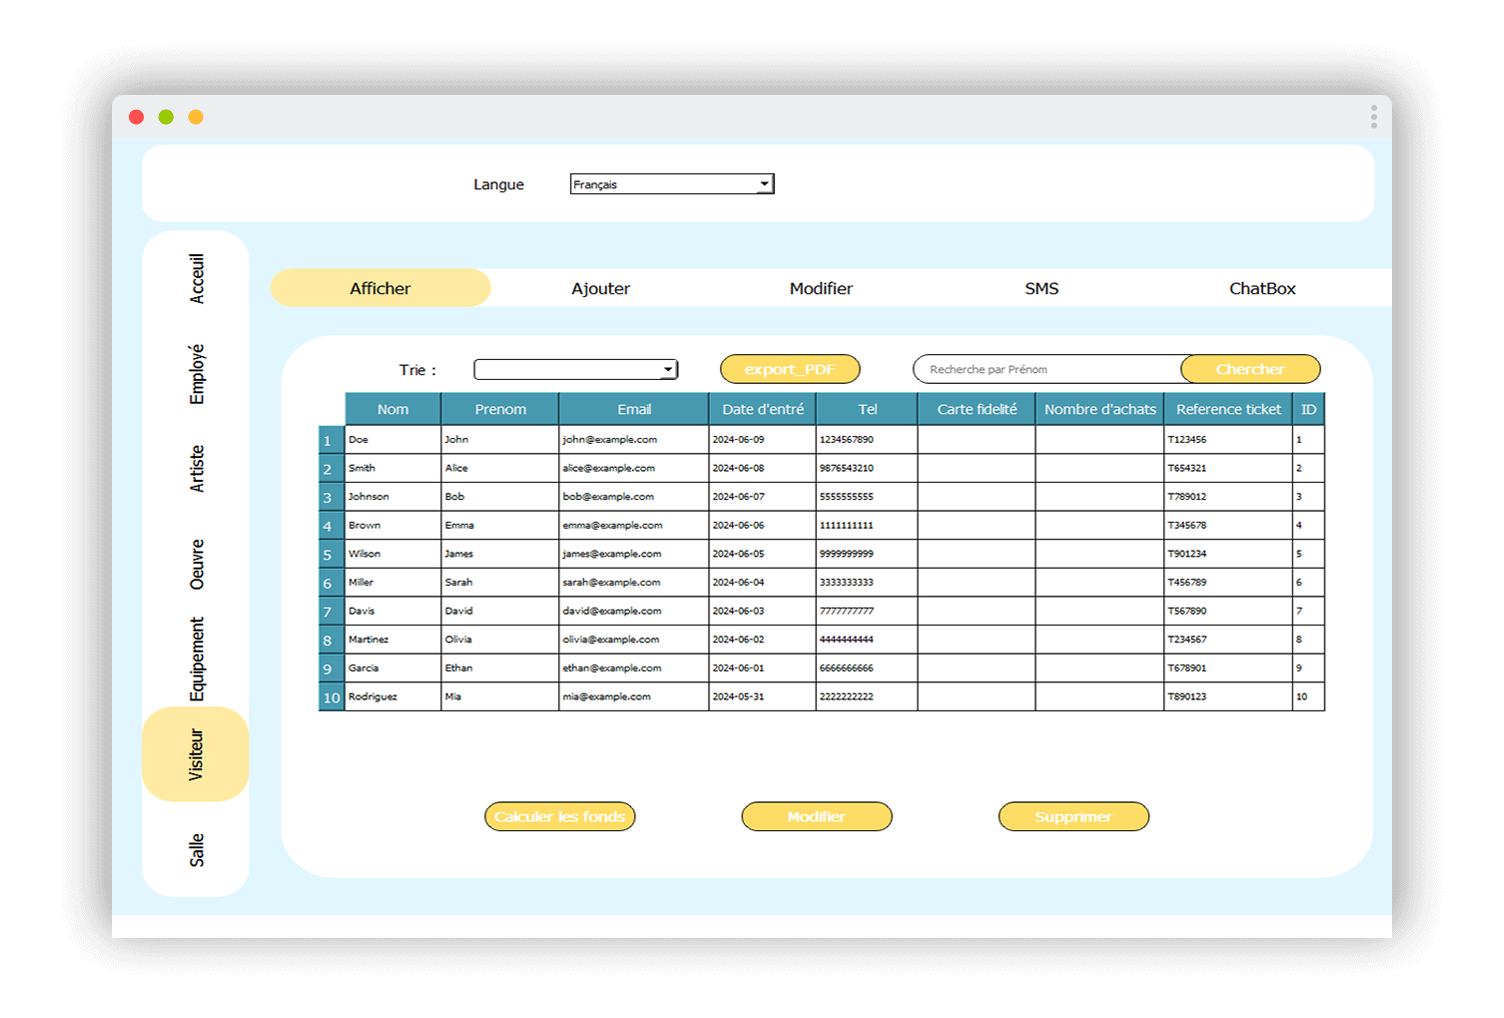 Langue Français
Acceuil
Employé
Artiste
Oeuvre
Equipement
Visiteur
Salle
Afficher Ajouter Modifier SMS ChatBox
Trie : export_PDF Recherche par Prénom Chercher
Nom Prenom Email Date d'entré Tel Carte fidelité Nombre d'achats Reference ticket ID
1 Doe John john@example.com 2024-06-09 1234567890 T123456 1
2 Smith Alice alice@example.com 2024-06-08 9876543210 T654321 2
3 Johnson Bob bob@example.com 2024-06-07 5555555555 T789012 3
4 Brown Emma emma@example.com 2024-06-06 1111111111 T345678 4
5 Wilson James james@example.com 2024-06-05 9999999999 T901234 5
6 Miller Sarah sarah@example.com 2024-06-04 3333333333 T456789 6
7 Davis David david@example.com 2024-06-03 7777777777 T567890 7
8 Martinez Olivia olivia@example.com 2024-06-02 4444444444 T234567 8
9 Garcia Ethan ethan@example.com 2024-06-01 6666666666 T678901 9
10 Rodriguez Mia mia@example.com 2024-05-31 2222222222 T890123 10
Calculer les fonds Modifier Supprimer